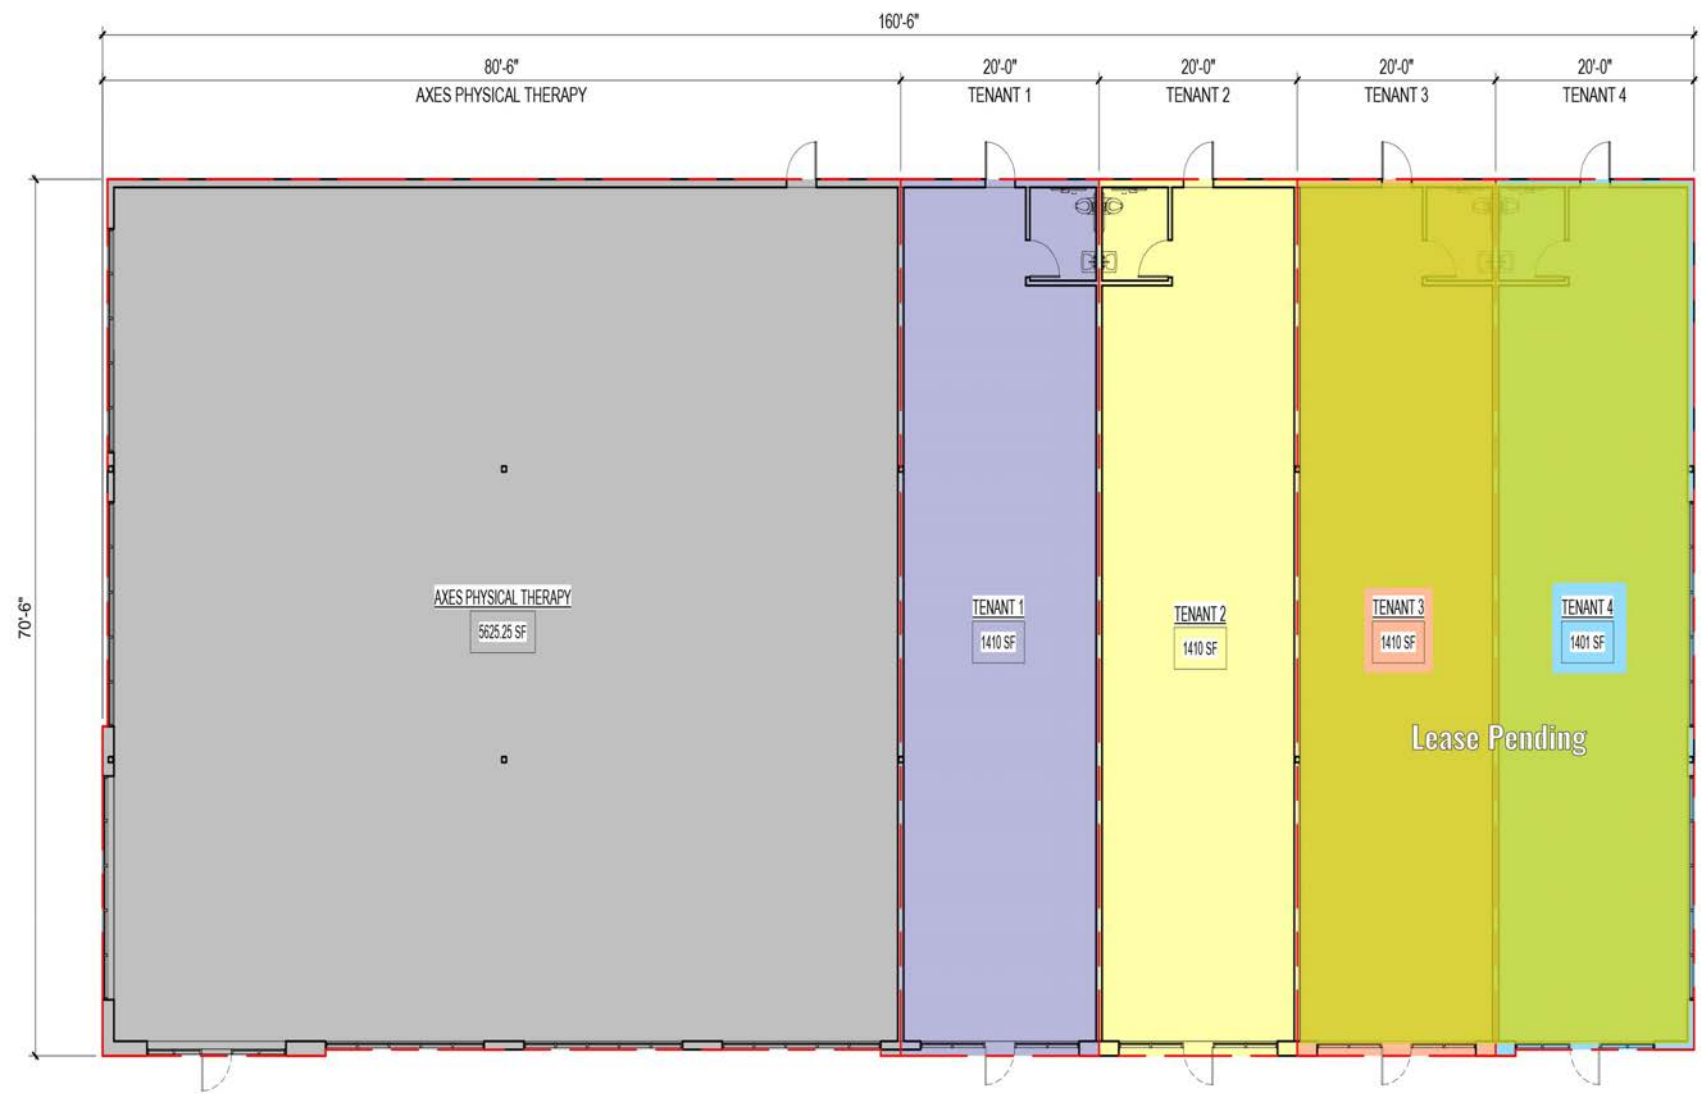 160'-6"
80'-6"
20'-0"
20'-0"
20'-0"
20'-0"
AXES PHYSICAL THERAPY
TENANT 1
TENANT 2
TENANT 3
TENANT 4
70'-6"
AXES PHYSICAL THERAPY
5625.25 SF
TENANT 1
1410 SF
TENANT 2
1410 SF
TENANT 3
1410 SF
TENANT 4
1401 SF
Lease Pending